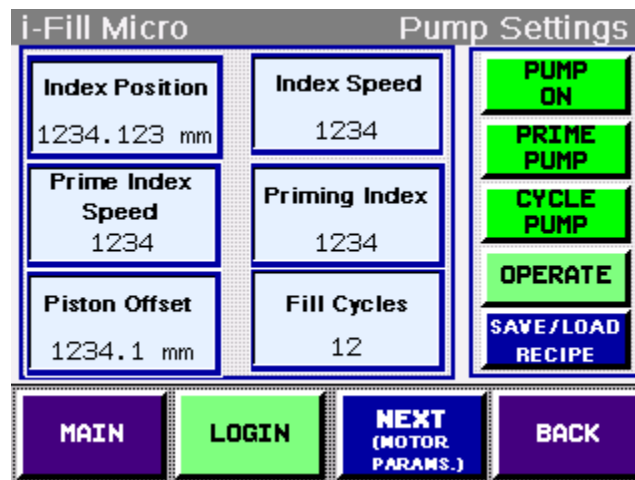 i-Fill Micro Pump Settings
Index Position
1234.123 mm
Index Speed
1234
Prime Index
Speed
1234
Priming Index
1234
Piston Offset
1234.1 mm
Fill Cycles
12
PUMP
ON
PRIME
PUMP
CYCLE
PUMP
OPERATE
SAVE/LOAD
RECIPE
MAIN
LOGIN
NEXT
(MOTOR
PARAMS.)
BACK